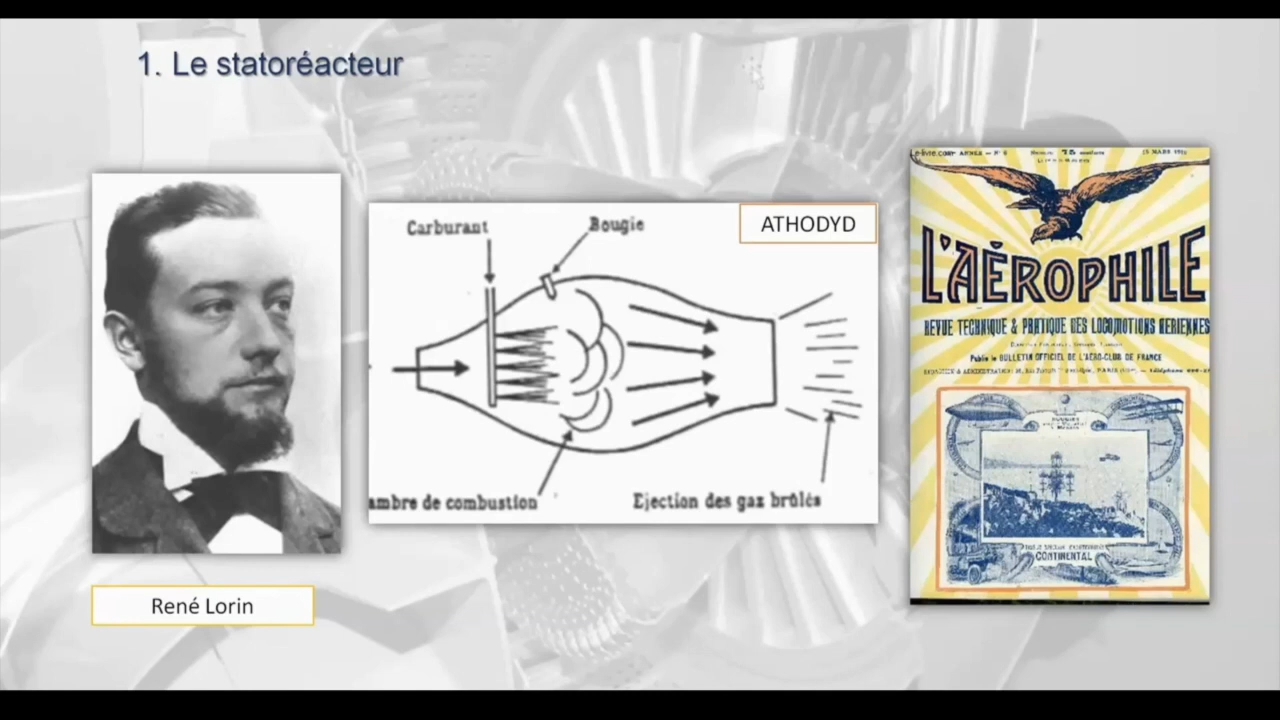 1. Le statoréacteur
René Lorin
Carburant
Bougie
ATHODYD
ambre de combustion
Ejection des gaz brûlés
L'AÉROPHILE
REVUE TECHNIQUE & PRATIQUE DES LOCOMOTIONS AERIENNES
Publie le BULLETIN OFFICIEL DE L'AÉRO-CLUB DE FRANCE
CONTINENTAL